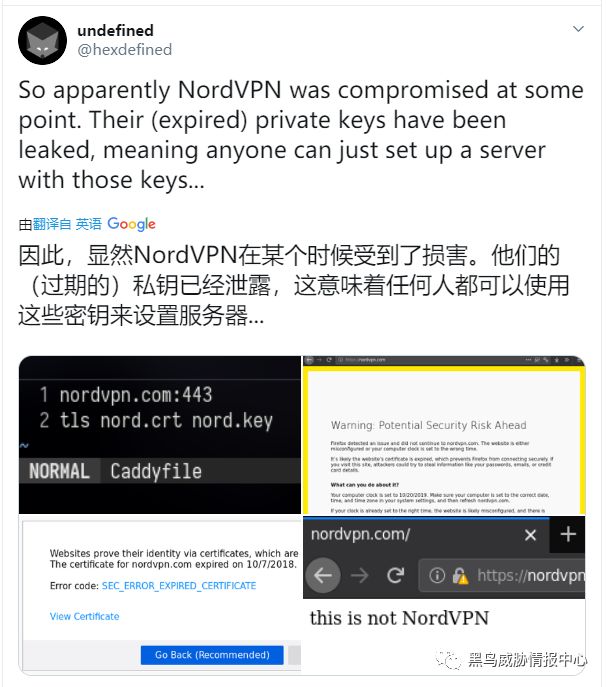 undefined
@hexdefined
So apparently NordVPN was compromised at some
point. Their (expired) private keys have been
leaked, meaning anyone can just set up a server
with those keys...
由翻译自 英语 Google
因此，显然NordVPN在某个时候受到了损害。他们的
（过期的）私钥已经泄露，这意味着任何人都可以使用
这些密钥来设置服务器...
1 nordvpn.com:443
2 tls nord.crt nord.key
~
NORMAL Caddyfile
Warning: Potential Security Risk Ahead
Firefox detected an issue and did not continue to nordvpn.com. The website is either
misconfigured or your computer clock is set to the wrong time.
It's likely the website's certificate is expired, which prevents Firefox from connecting securely. If
you visit this site, attackers could try to steal information like your passwords, emails, or credit
card details.
What can you do about it?
Your computer clock is set to 10/20/2019. Make sure your computer is set to the correct date,
time, and time zone in your system settings, and then refresh nordvpn.com.
If your clock is already set to the right time, the website is likely misconfigured, and there is
Websites prove their identity via certificates, which are
The certificate for nordvpn.com expired on 10/7/2018.
Error code: SEC_ERROR_EXPIRED_CERTIFICATE
View Certificate
Go Back (Recommended)
nordvpn.com/
https://nordvpn
this is not NordVPN
黑鸟威胁情报中心